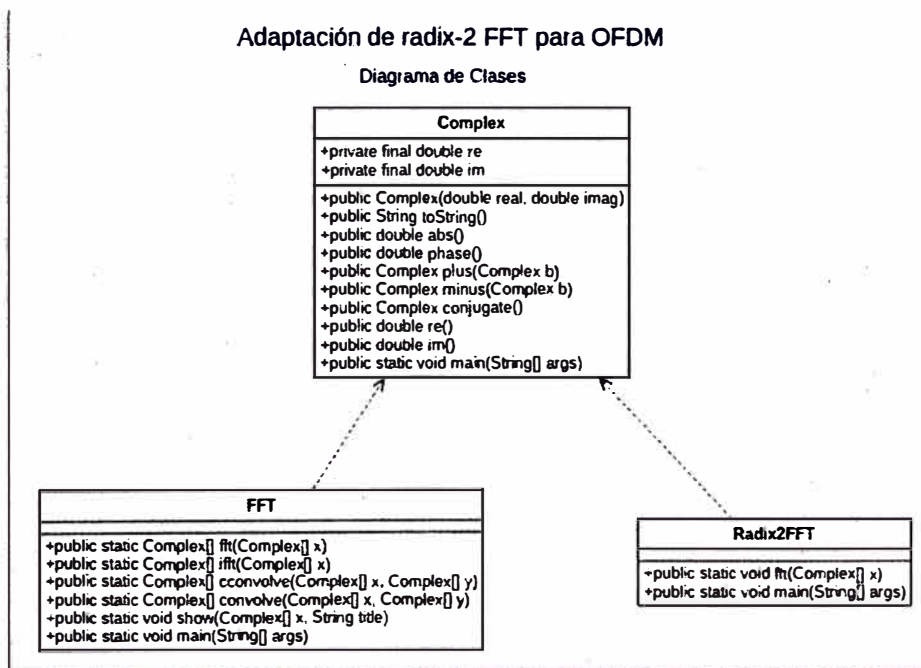 Adaptación de radix-2 FFT para OFDM
Diagrama de Clases
Complex
+private final double re
+private final double im
+public Complex(double real, double imag)
+public String toString()
+public double abs()
+public double phase()
+public Complex plus(Complex b)
+public Complex minus(Complex b)
+public Complex conjugate()
+public double re()
+public double im()
+public static void main(String[] args)
FFT
+public static Complex[] fft(Complex[] x)
+public static Complex[] ifft(Complex[] x)
+public static Complex[] cconvolve(Complex[] x, Complex[] y)
+public static Complex[] convolve(Complex[] x, Complex[] y)
+public static void show(Complex[] x, String title)
+public static void main(String[] args)
Radix2FFT
+public static void fft(Complex[] x)
+public static void main(String[] args)